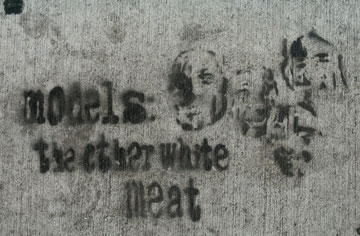 models:
the other white
meat